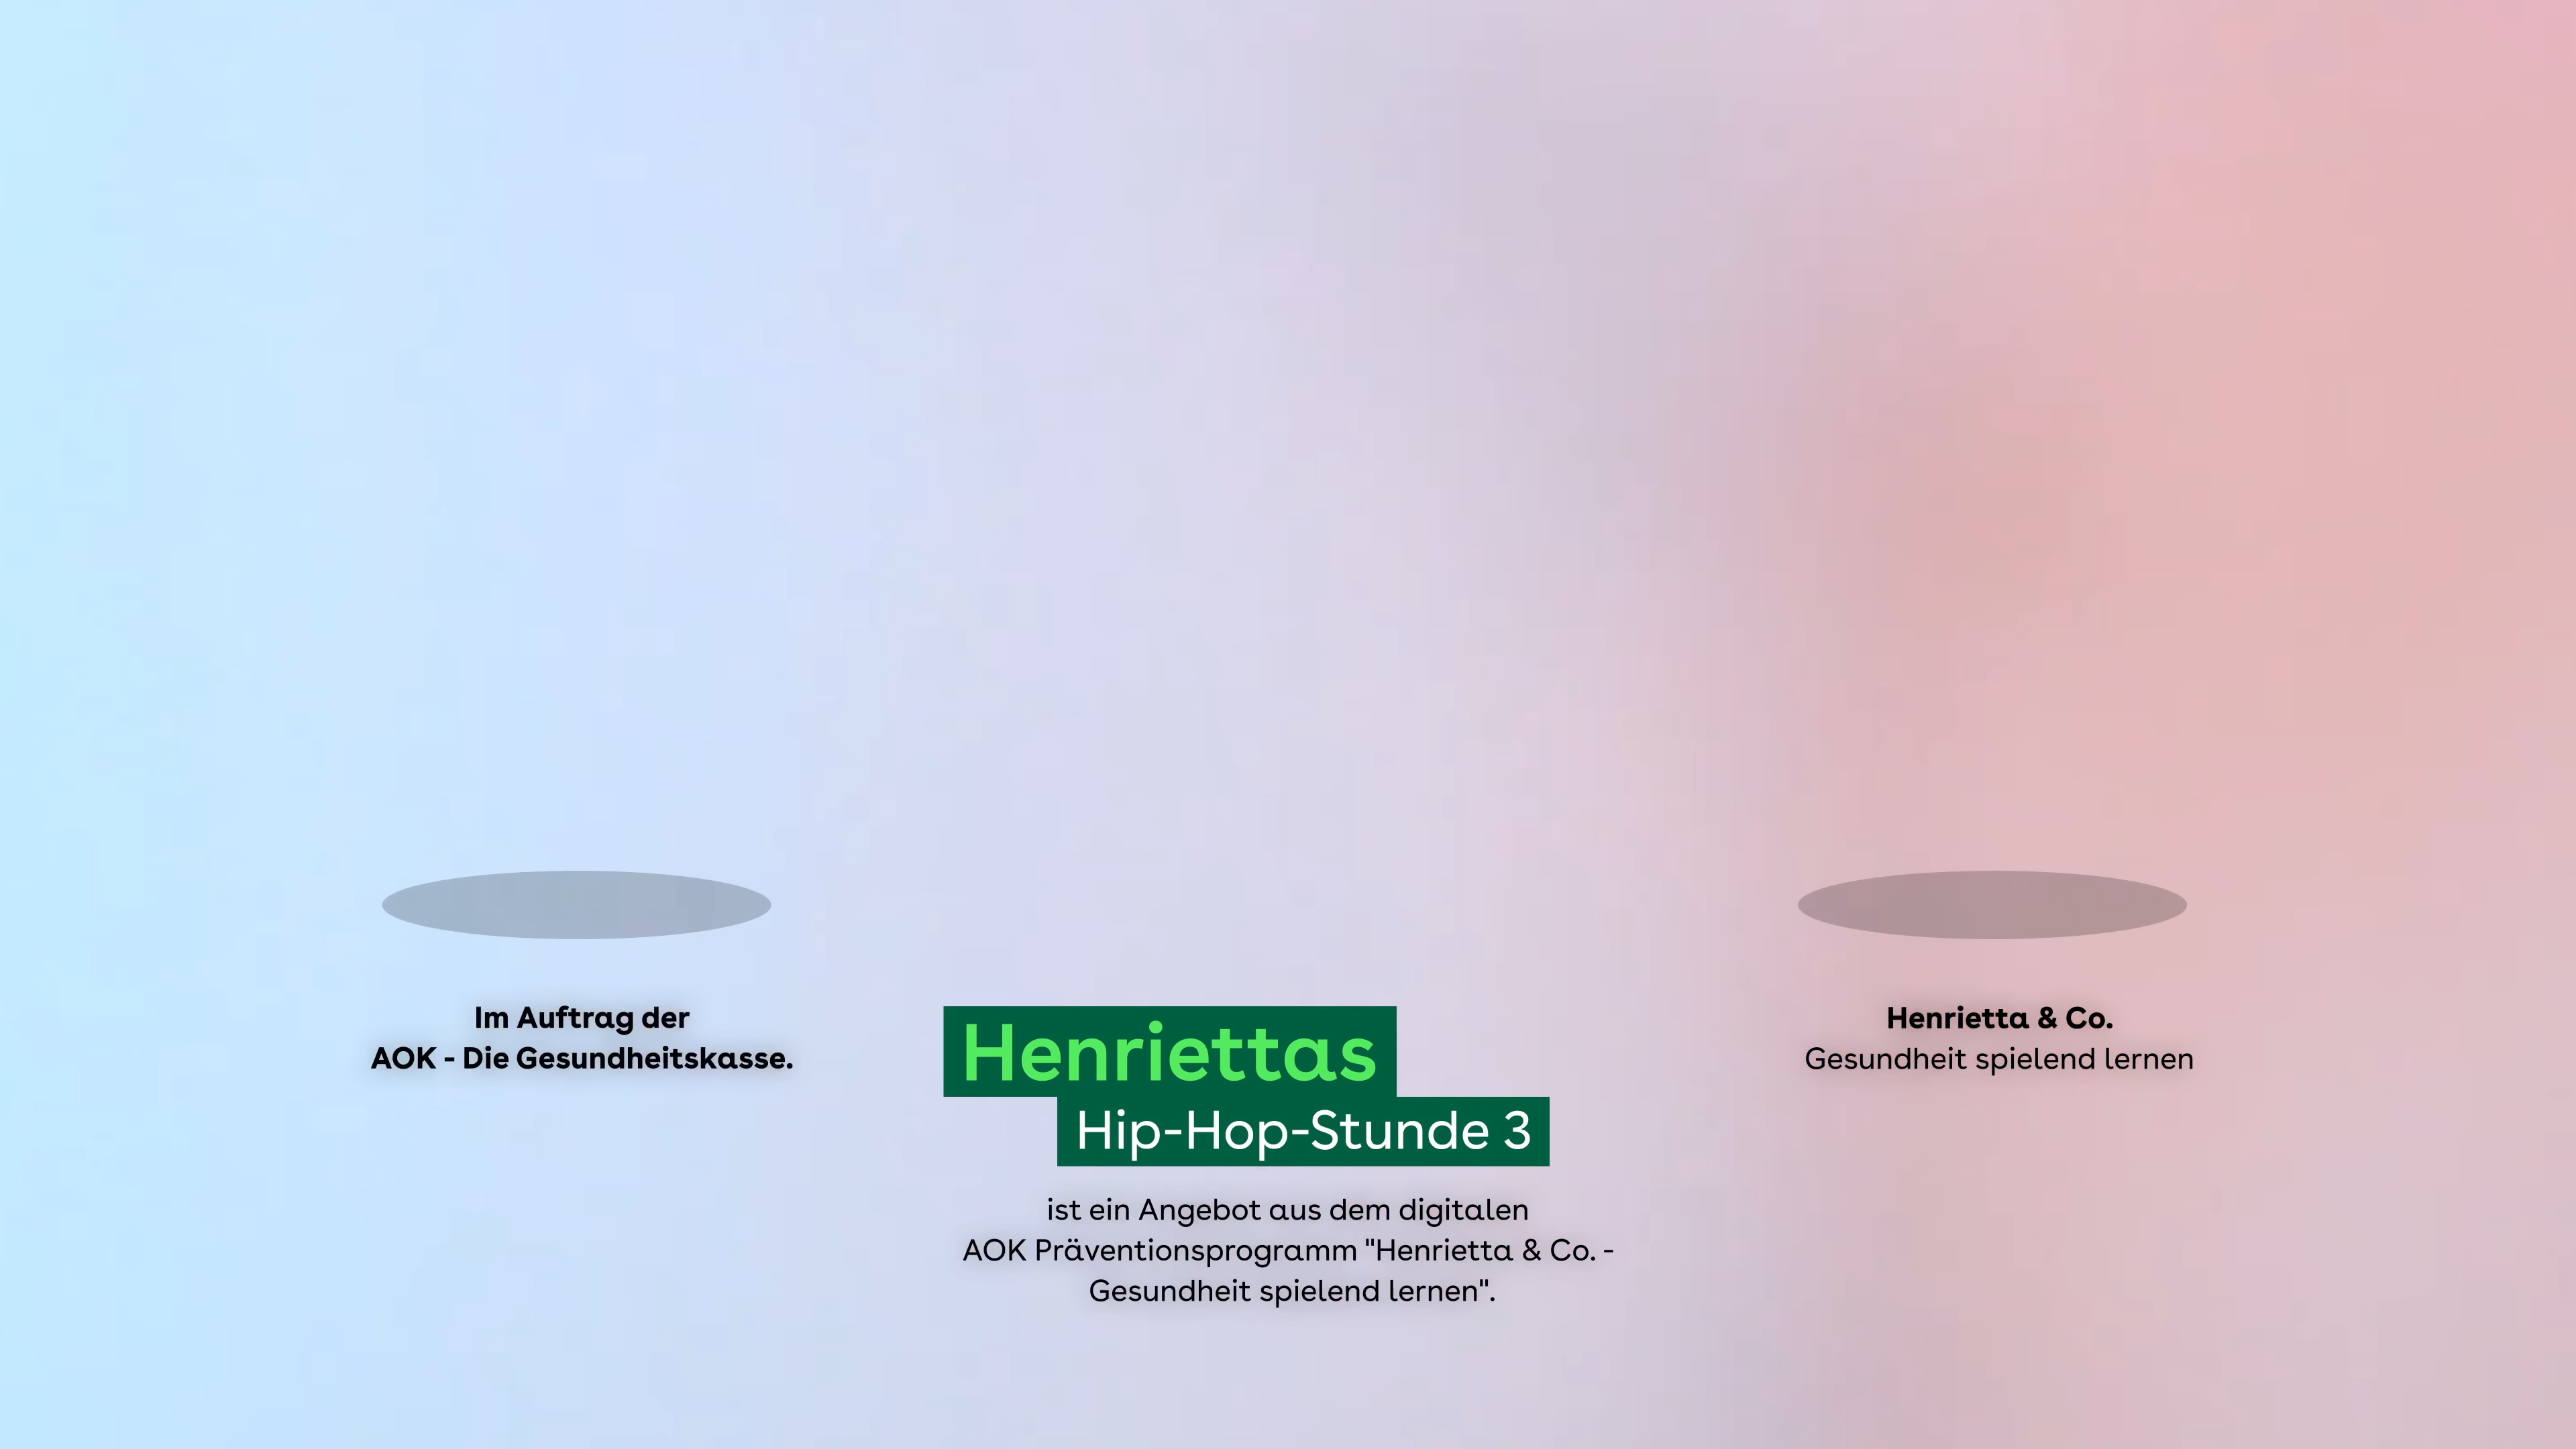 Im Auftrag der
AOK - Die Gesundheitskasse.
Henriettas
Hip-Hop-Stunde 3
ist ein Angebot aus dem digitalen
AOK Präventionsprogramm "Henrietta & Co. -
Gesundheit spielend lernen".
Henrietta & Co.
Gesundheit spielend lernen